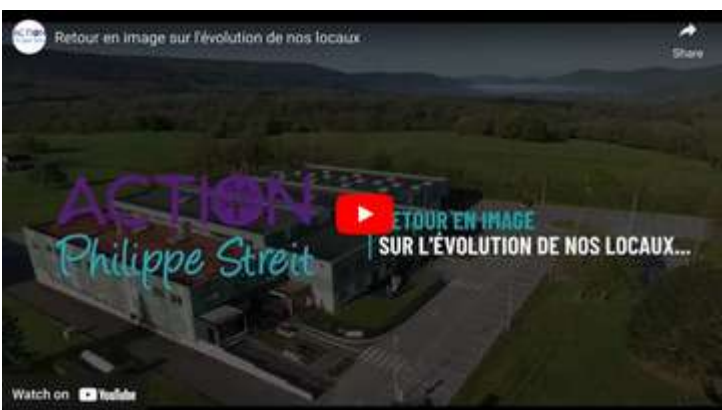 Retour en image sur l'évolution de nos locaux
Share
ACTION
Philippe Streit
ETOUR EN IMAGE
SUR L'ÉVOLUTION DE NOS LOCAUX...
Watch on YouTube